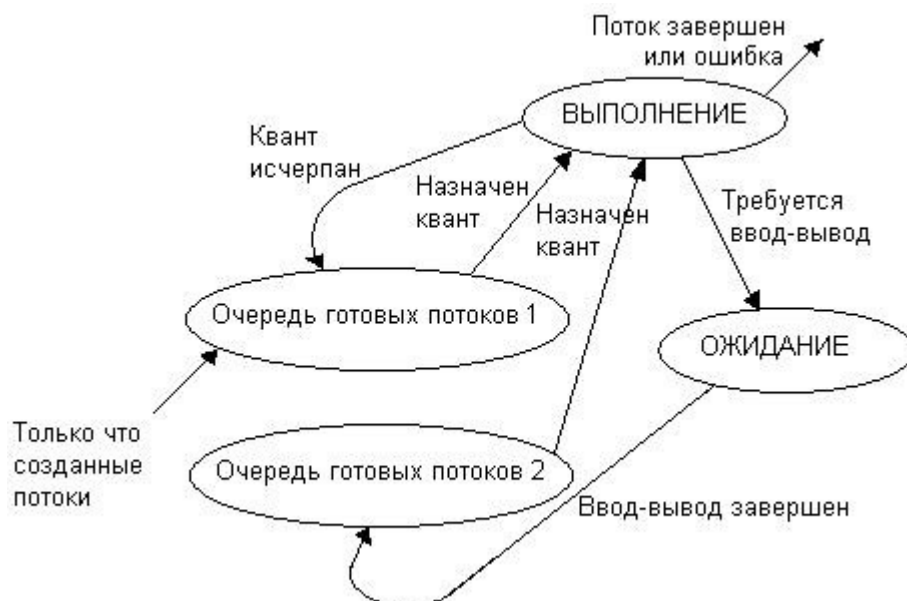 Поток завершен
или ошибка
ВЫПОЛНЕНИЕ
Квант
исчерпан
Назначен
квант
Назначен
квант
Требуется
ввод-вывод
Очередь готовых потоков 1
ОЖИДАНИЕ
Только что
созданные
потоки
Очередь готовых потоков 2
Ввод-вывод завершен